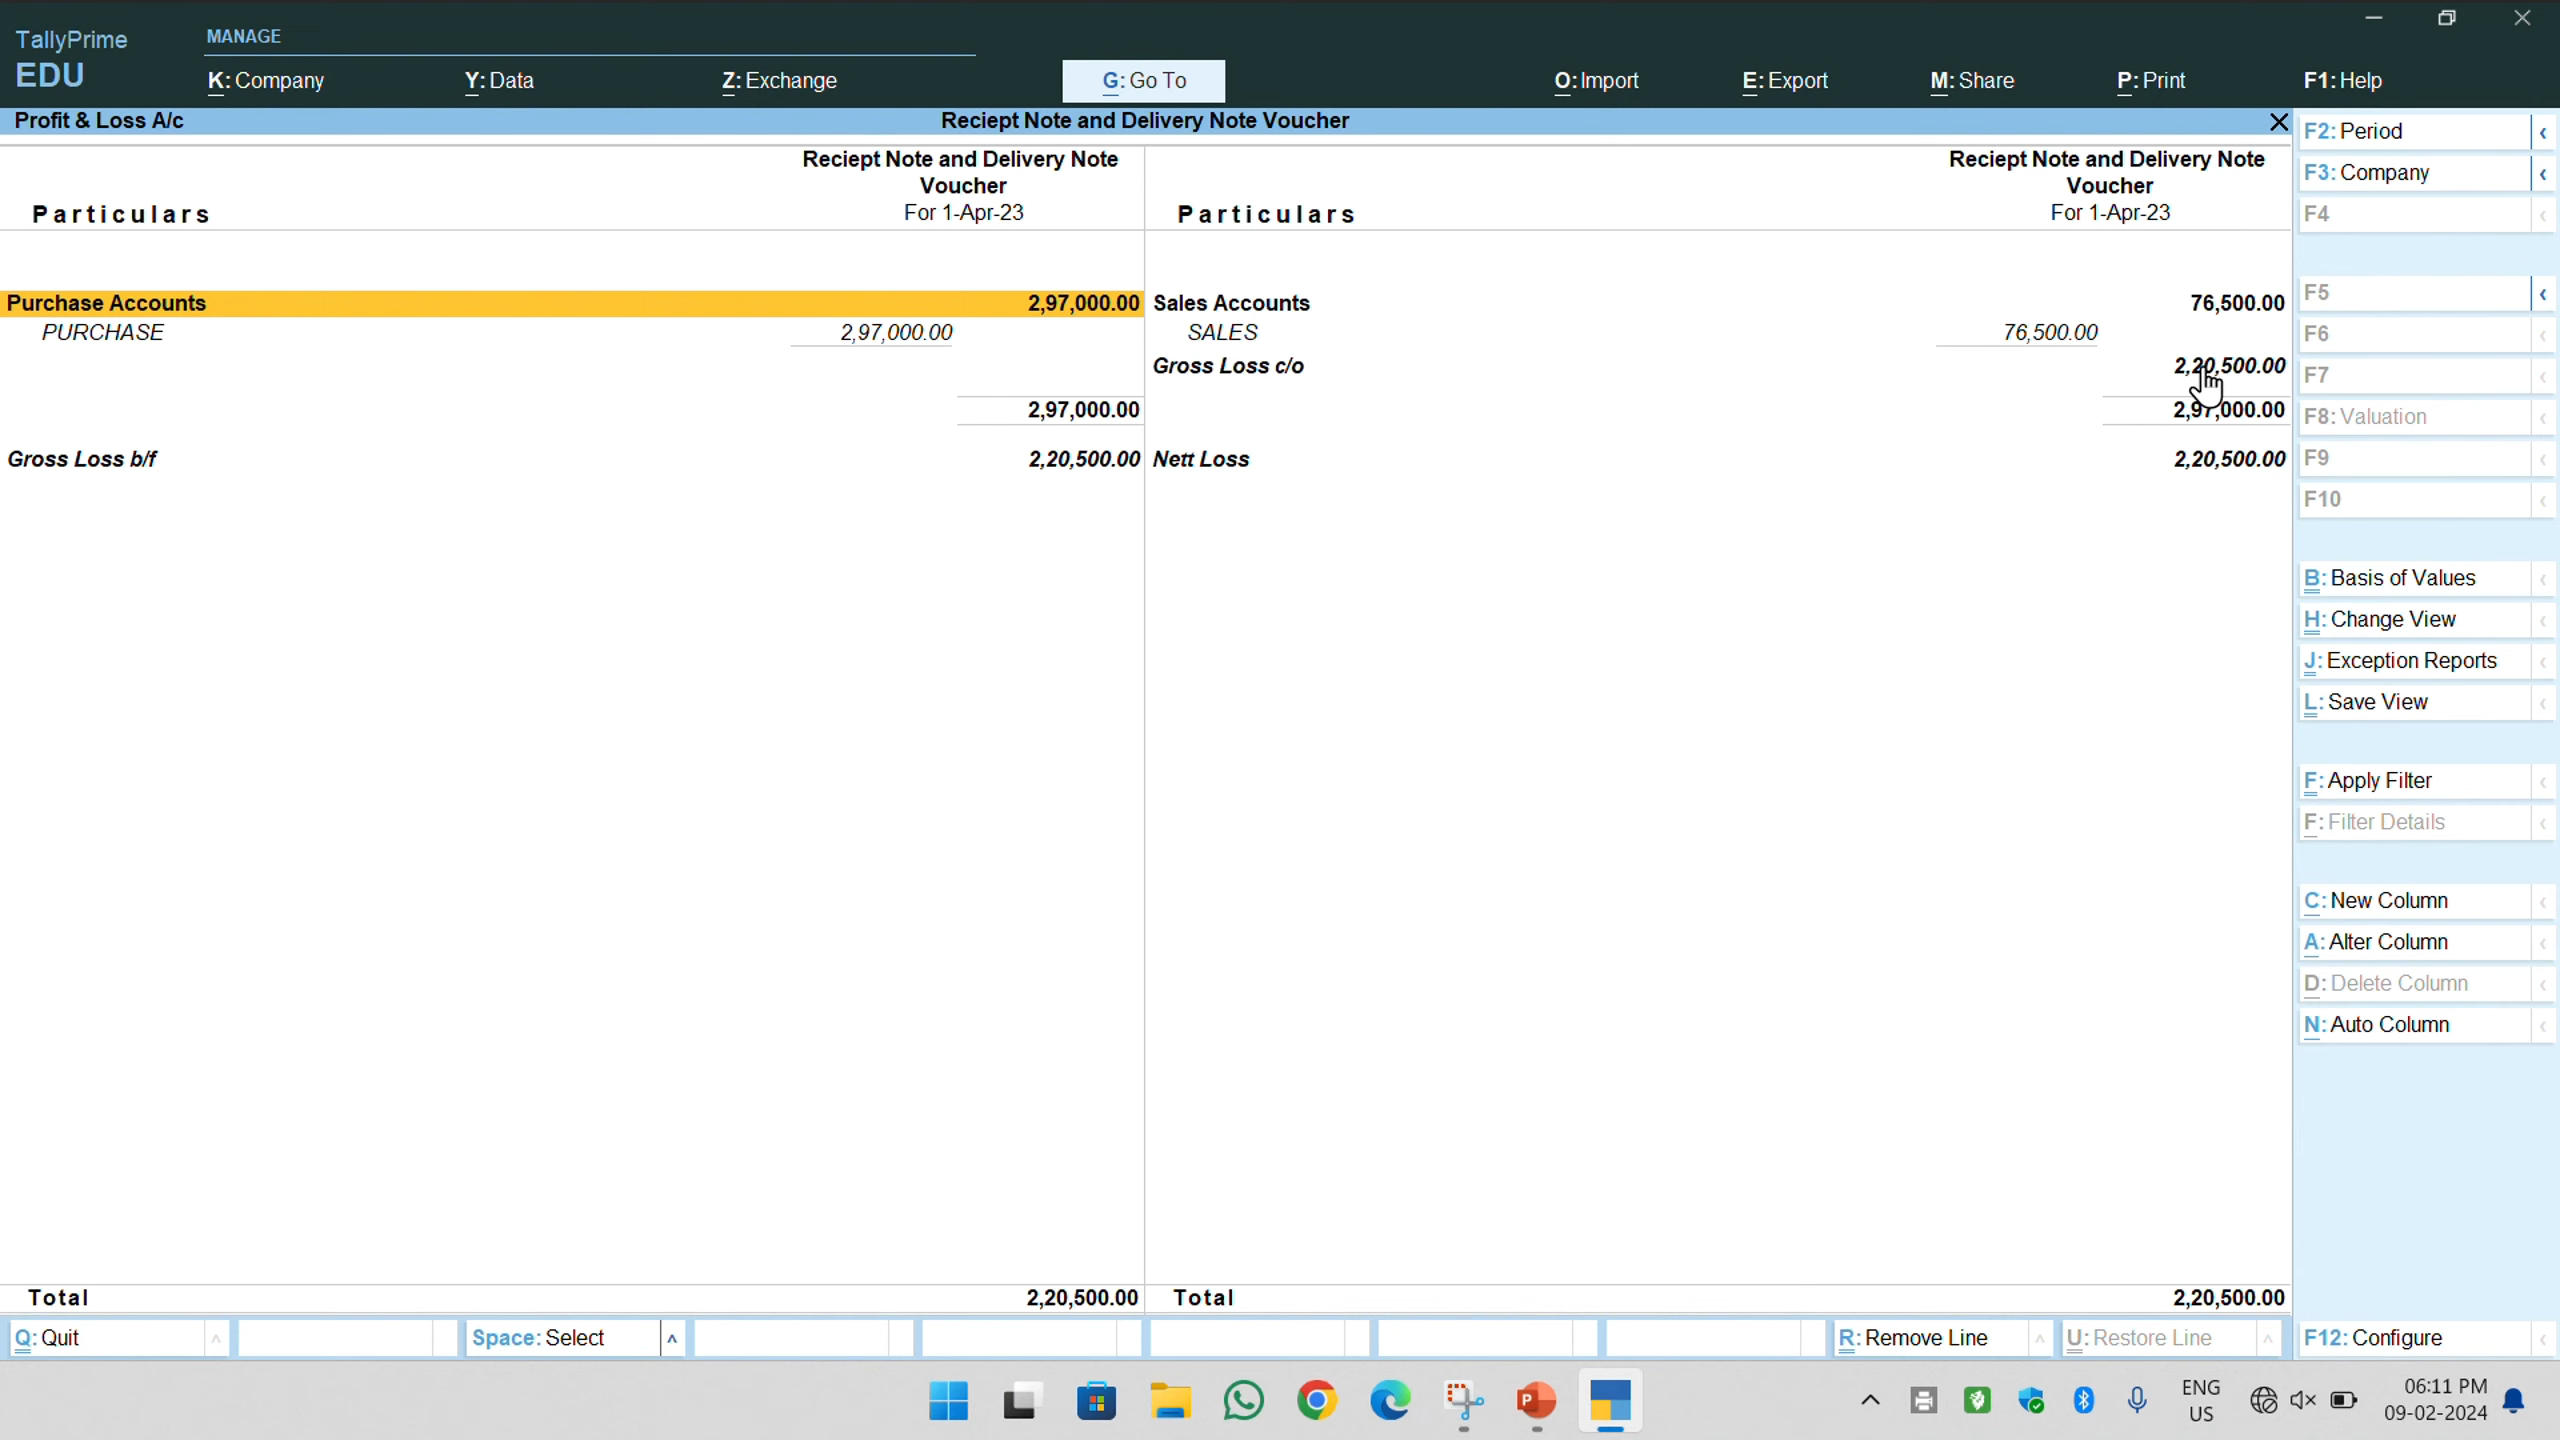 TallyPrime
EDU
MANAGE
K: Company
Y: Data
Z: Exchange
G: Go To
O: Import
E: Export
M: Share
P: Print
F1: Help
Profit & Loss A/c
Reciept Note and Delivery Note Voucher
Particulars
Reciept Note and Delivery Note
Voucher
For 1-Apr-23
Particulars
Reciept Note and Delivery Note
Voucher
For 1-Apr-23
Purchase Accounts 2,97,000.00
PURCHASE 2,97,000.00
2,97,000.00
Gross Loss b/f 2,20,500.00
Sales Accounts 76,500.00
SALES 76,500.00
Gross Loss c/o 2,20,500.00
2,97,000.00
Nett Loss 2,20,500.00
Total 2,20,500.00
Total 2,20,500.00
F2: Period
F3: Company
F4
F5
F6
F7
F8: Valuation
F9
F10
B: Basis of Values
H: Change View
J: Exception Reports
L: Save View
F: Apply Filter
F: Filter Details
C: New Column
A: Alter Column
D: Delete Column
N: Auto Column
Q: Quit
Space: Select
R: Remove Line
U: Restore Line
F12: Configure
ENG
US
06:11 PM
09-02-2024